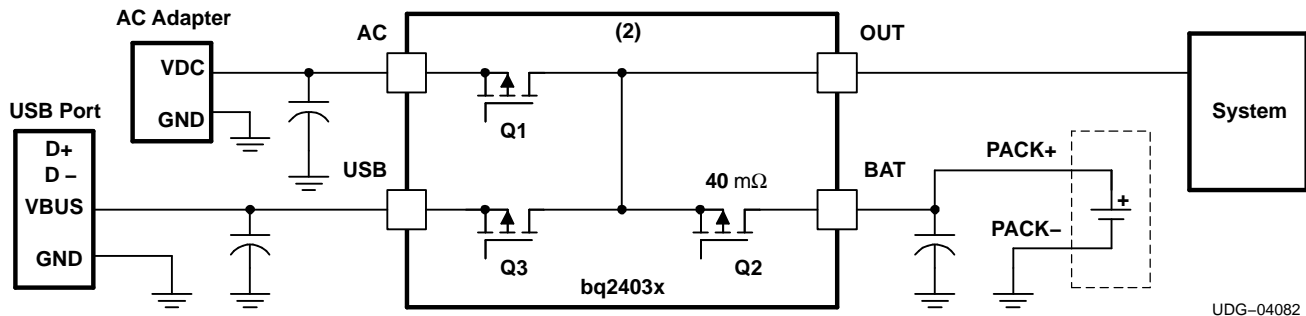 AC Adapter
VDC
GND
USB Port
D+
D −
VBUS
GND
AC
(2)
OUT
Q1
USB
40 mΩ
BAT
Q3
Q2
bq2403x
PACK+
+
PACK−
System
UDG−04082